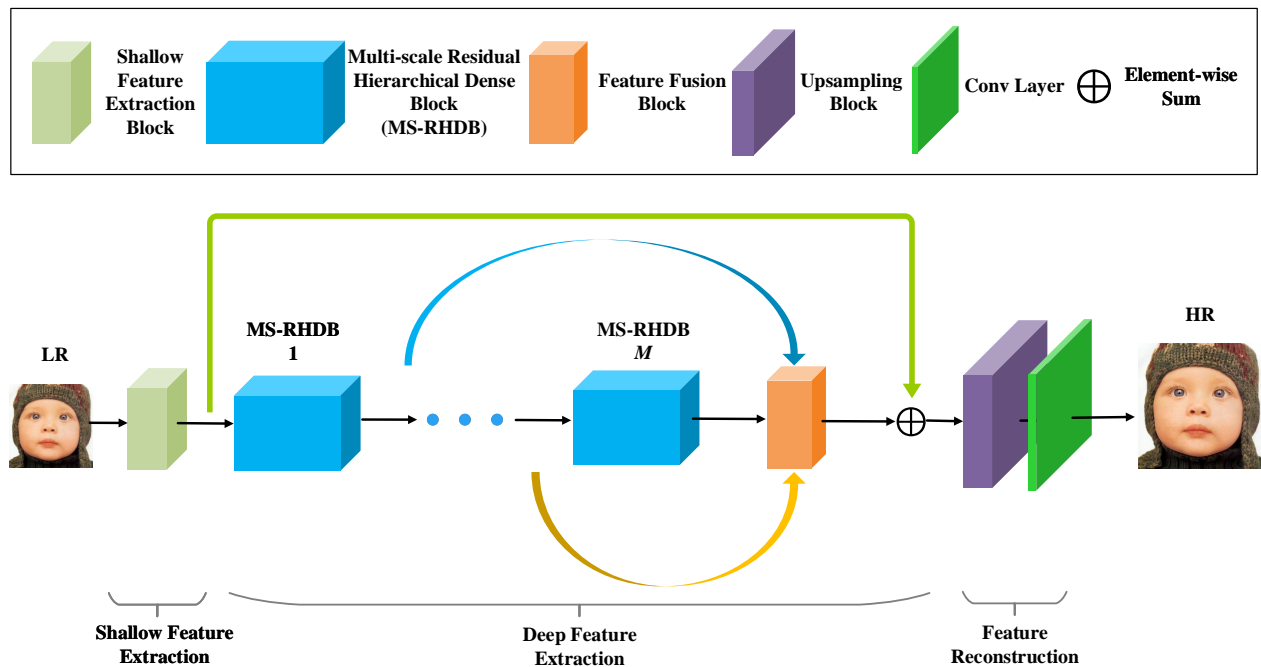 Shallow
Feature
Extraction
Block
Multi-scale Residual
Hierarchical Dense
Block
(MS-RHDB)
Feature Fusion
Block
Upsampling
Block
Conv Layer
Element-wise
Sum
LR
MS-RHDB
1
MS-RHDB
M
HR
Shallow Feature
Extraction
Deep Feature
Extraction
Feature
Reconstruction